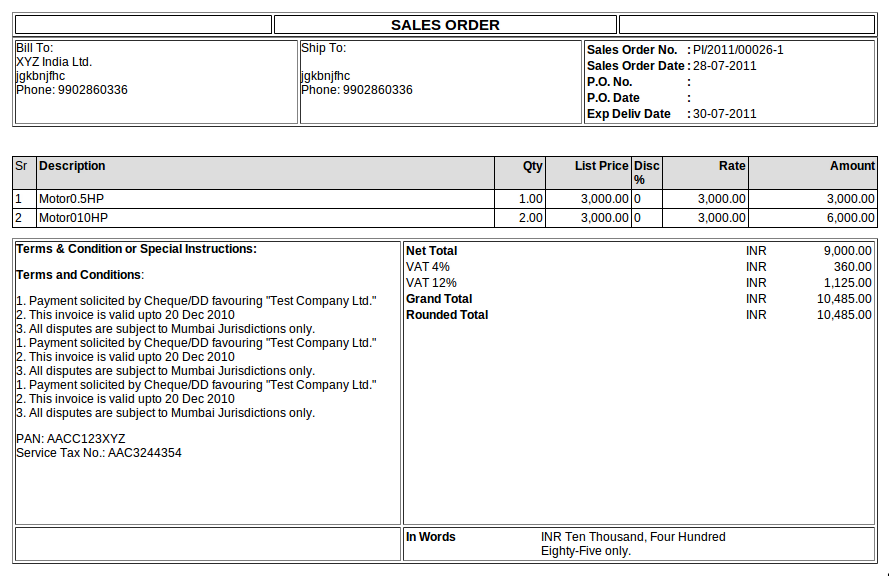 SALES ORDER
Bill To:
XYZ India Ltd.
jgkbnjfhc
Phone: 9902860336
Ship To:
jgkbnjfhc
Phone: 9902860336
Sales Order No. : PI/2011/00026-1
Sales Order Date : 28-07-2011
P.O. No. :
P.O. Date :
Exp Deliv Date : 30-07-2011
Sr Description Qty List Price Disc % Rate Amount
1 Motor0.5HP 1.00 3,000.00 0 3,000.00 3,000.00
2 Motor010HP 2.00 3,000.00 0 3,000.00 6,000.00
Terms & Condition or Special Instructions:
Terms and Conditions:
1. Payment solicited by Cheque/DD favouring "Test Company Ltd."
2. This invoice is valid upto 20 Dec 2010
3. All disputes are subject to Mumbai Jurisdictions only.
1. Payment solicited by Cheque/DD favouring "Test Company Ltd."
2. This invoice is valid upto 20 Dec 2010
3. All disputes are subject to Mumbai Jurisdictions only.
1. Payment solicited by Cheque/DD favouring "Test Company Ltd."
2. This invoice is valid upto 20 Dec 2010
3. All disputes are subject to Mumbai Jurisdictions only.
PAN: AACC123XYZ
Service Tax No.: AAC3244354
Net Total INR 9,000.00
VAT 4% INR 360.00
VAT 12% INR 1,125.00
Grand Total INR 10,485.00
Rounded Total INR 10,485.00
In Words INR Ten Thousand, Four Hundred
Eighty-Five only.